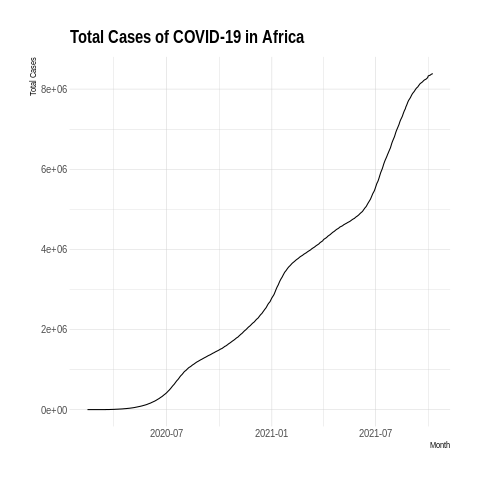 Total Cases of COVID-19 in Africa
Total Cases
8e+06
6e+06
4e+06
2e+06
0e+00
2020-07 2021-01 2021-07
Month